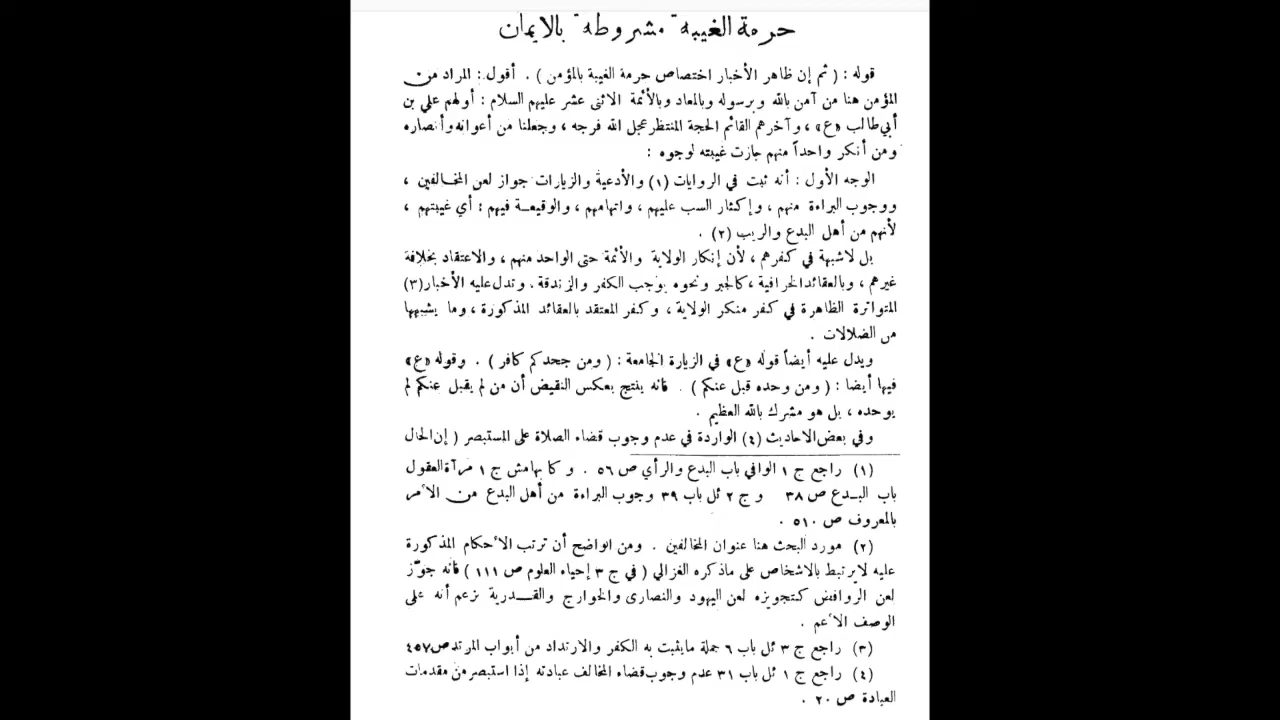 حرمة الغيبة مشروطة بالايمان
قوله : ( ثم إن ظاهر الأخبار اختصاص حرمة الغيبة بالمؤمن ) . أقول : المراد من
المؤمن هنا من آمن بالله وبرسوله وبالمعاد وبالأئمة الاثنى عشر عليهم السلام : أولهم علي بن
أبي طالب «ع» ، وآخرهم القائم الحجة المنتظر عجل الله فرجه ، وجعلنا من أعوانه وأنصاره
ومن أنكر واحداً منهم جازت غيبته لوجوه :
الوجه الأول : أنه ثبت في الروايات (١) والأدعية والزيارات جواز لعن المخالفين ،
ووجوب البراءة منهم ، وإكثار السب عليهم ، واتهامهم ، والوقيعة فيهم : أي غيبتهم ،
لأنهم من أهل البدع والريب (٢) .
بل لاشبهة في كفرهم ، لأن إنكار الولاية والأئمة حتى الواحد منهم ، والاعتقاد بخلافة
غيرهم ، وبالعقائد الخرافية ، كالجبر ونحوه يوجب الكفر والزندقة . وتدل عليه الأخبار (٣)
المتواترة الظاهرة في كفر منكر الولاية ، وكفر المعتقد بالعقائد المذكورة ، وما يشبهها
من الضلالات .
ويدل عليه أيضاً قوله «ع» في الزيارة الجامعة : ( ومن جحدكم كافر ) . وقوله «ع»
فيها أيضا : ( ومن وحده قبل عنكم ) . فانه ينتج بعكس النقيض أن من لم يقبل عنكم لم
يوحده ، بل هو مشرك بالله العظيم .
وفي بعض الاحاديث (٤) الواردة في عدم وجوب قضاء الصلاة على المستبصر ( إن الحال
(١) راجع ج ١ الوافي باب البدع والرأي ص ٥٦ . وكا بهامش ج ١ مرآة العقول
باب البدع ص ٣٨ و ج ٢ ئل باب ٣٩ وجوب البراءة من أهل البدع من الأمر
بالمعروف ص ٥١٠ .
(٢) مورد البحث هنا عنوان المخالفين . ومن الواضح أن ترتب الأحكام المذكورة
عليه لايرتبط بالاشخاص على ماذكره الغزالي ( في ج ٣ إحياء العلوم ص ١١١ ) فانه جوّز
لعن الروافض كتجويزه لعن اليهود والنصارى والخوارج والقدرية بزعم أنه على
الوصف الأعم .
(٣) راجع ج ٣ ئل باب ٦ جملة مايثبت به الكفر والارتداد من أبواب المرتد ص ٤٥٧
(٤) راجع ج ١ ئل باب ٣١ عدم وجوب قضاء المخالف عبادته إذا استبصر من مقدمات
العبادة ص ٢٠ .